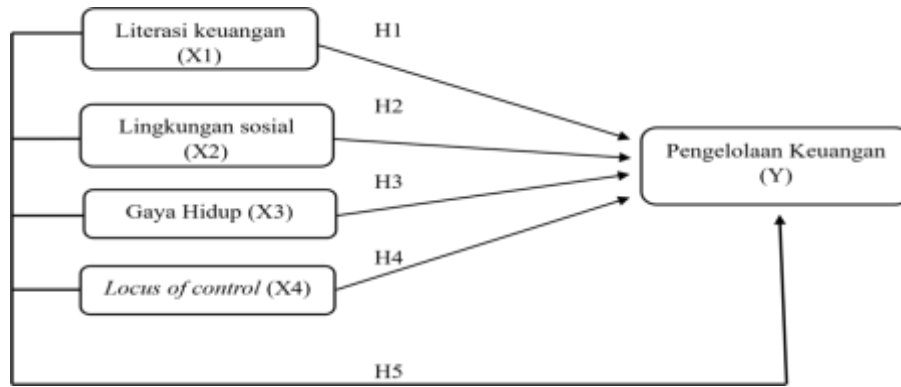 Literasi keuangan
(X1)
H1
Lingkungan sosial
(X2)
H2
Gaya Hidup (X3)
H3
Locus of control (X4)
H4
Pengelolaan Keuangan
(Y)
H5